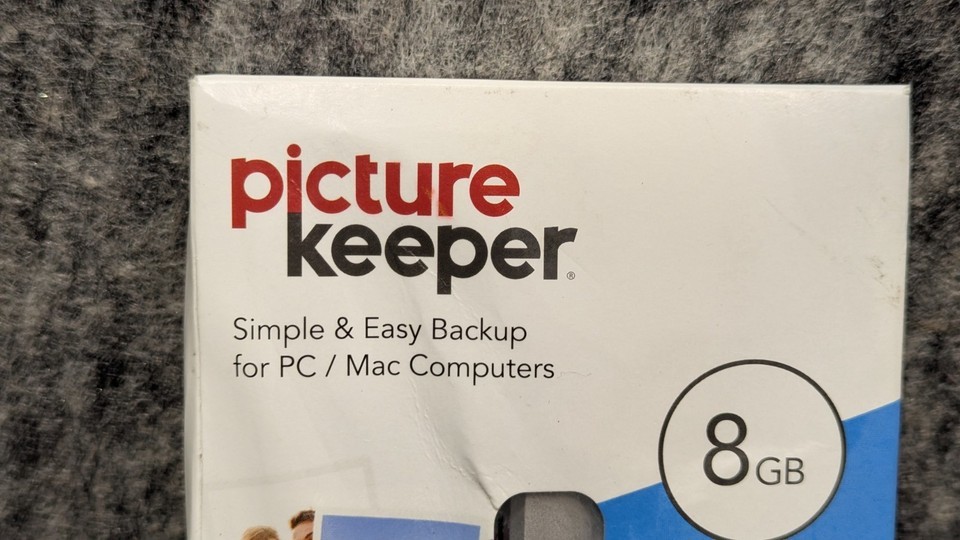 picture
keeper®
Simple & Easy Backup
for PC / Mac Computers
8GB